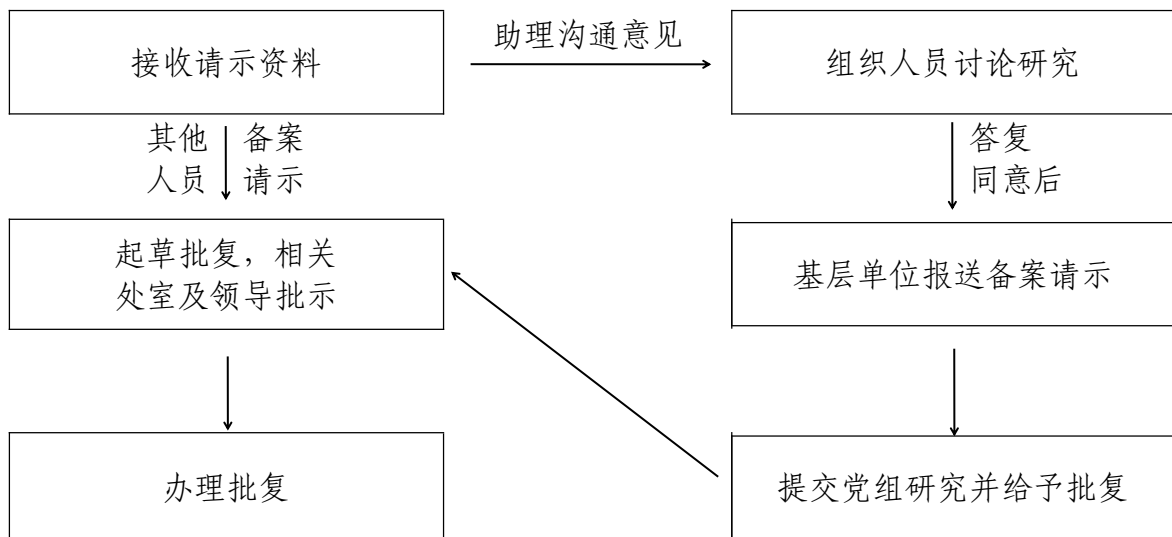 助理沟通意见
接收请示资料
组织人员讨论研究
其他
人员
备案
请示
答复
同意后
起草批复，相关
处室及领导批示
基层单位报送备案请示
办理批复
提交党组研究并给予批复